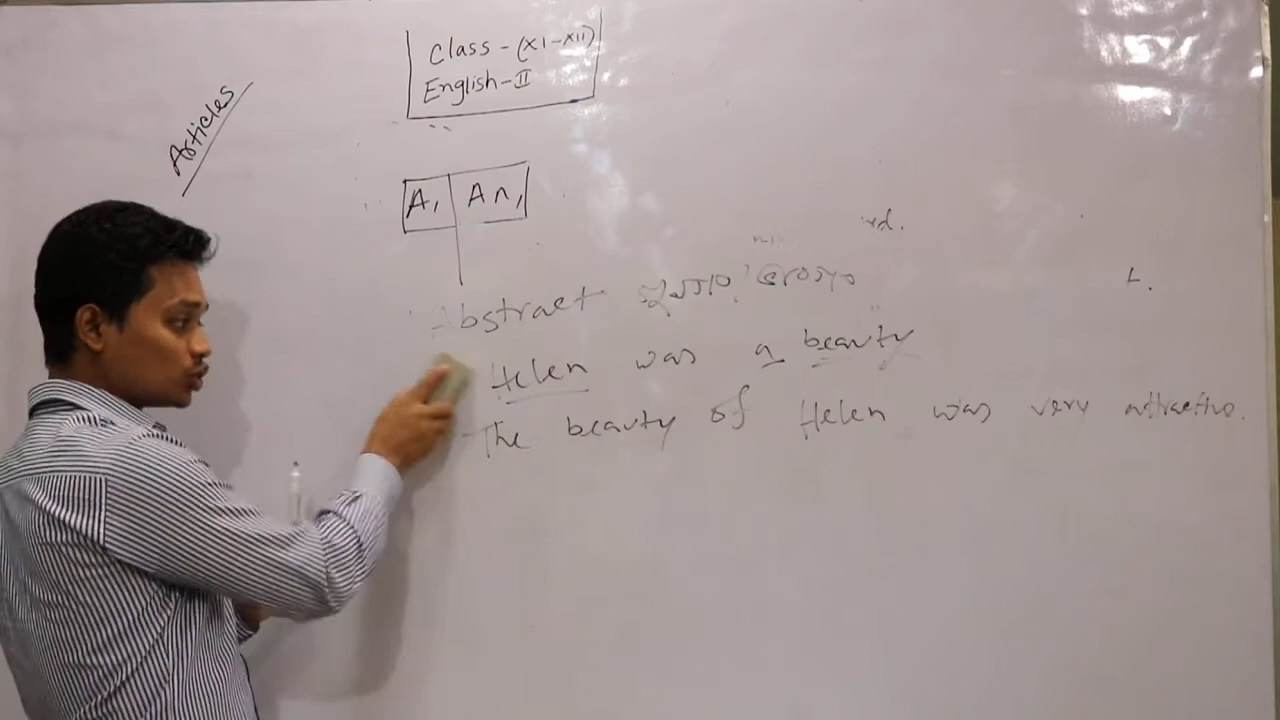 Class - (XI-XII)
English - II
Articles
A, An,
Abstract
Helen was a beauty
The beauty of Helen was very attractive.